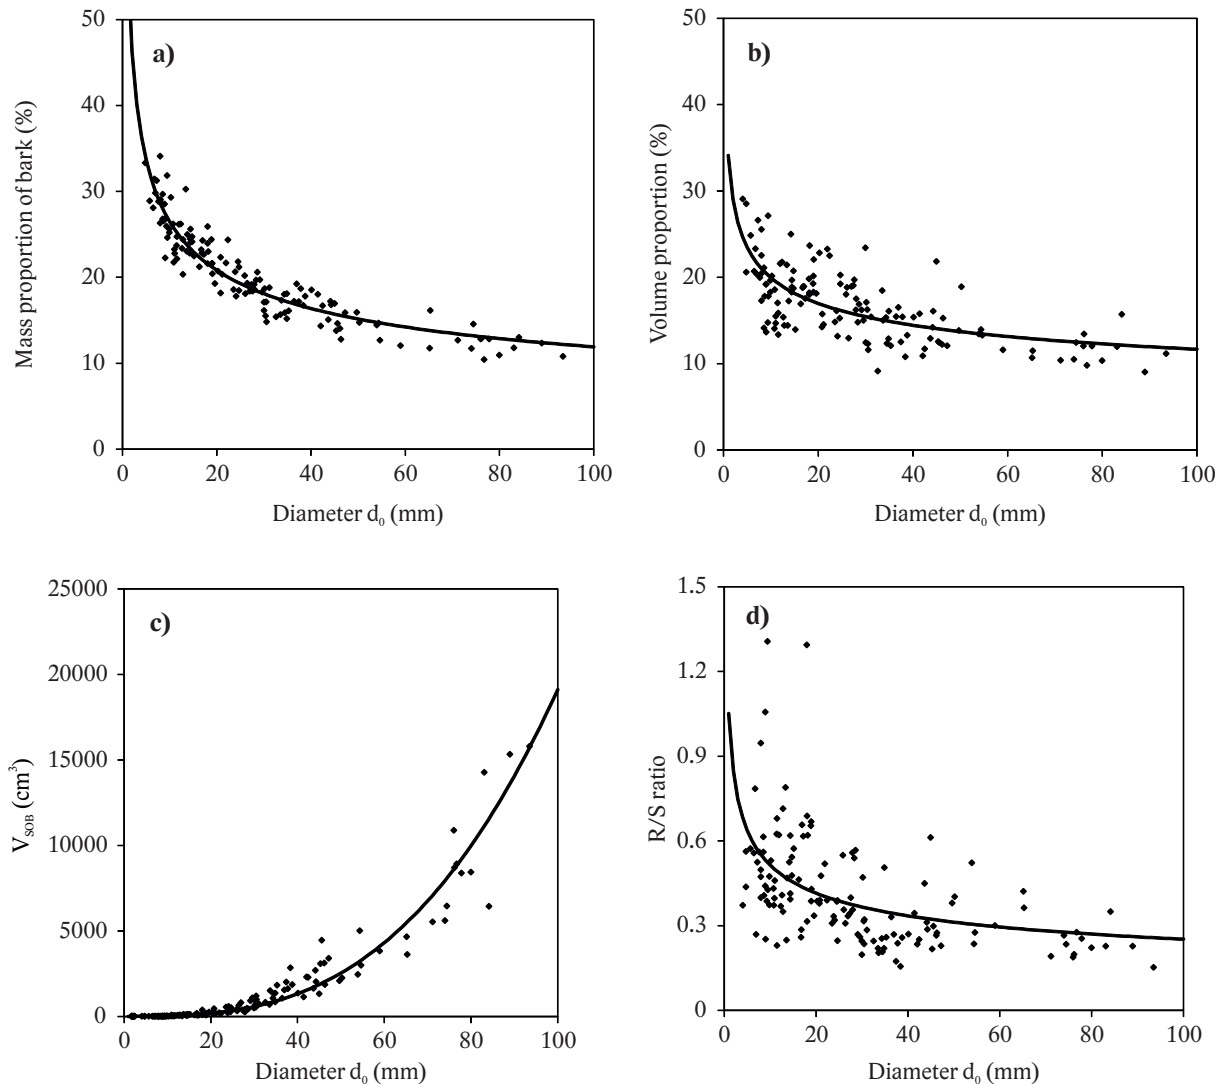 a)
Mass proportion of bark (%)
50
40
30
20
10
0
0 20 40 60 80 100
Diameter d₀ (mm)
b)
Volume proportion (%)
50
40
30
20
10
0
0 20 40 60 80 100
Diameter d₀ (mm)
c)
V_SOB (cm³)
25000
20000
15000
10000
5000
0
0 20 40 60 80 100
Diameter d₀ (mm)
d)
R/S ratio
1.5
1.2
0.9
0.6
0.3
0
0 20 40 60 80 100
Diameter d₀ (mm)